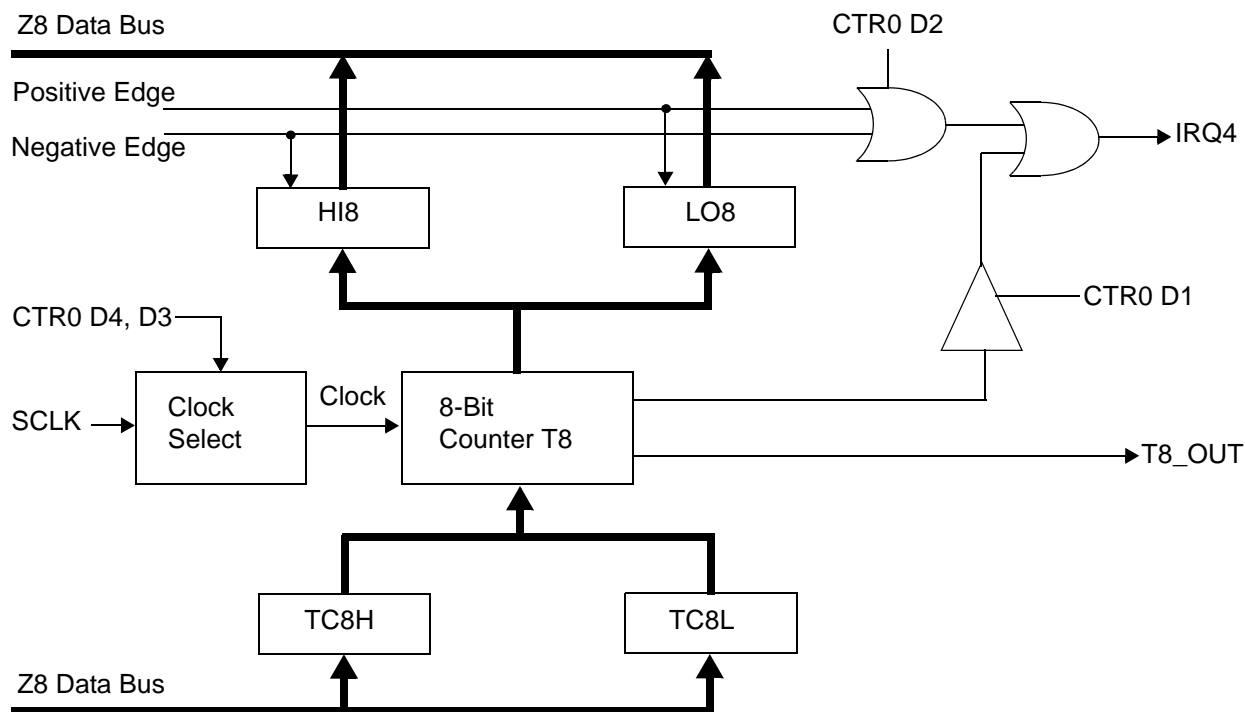 Z8 Data Bus
CTR0 D2
Positive Edge
Negative Edge
IRQ4
HI8
LO8
CTR0 D1
CTR0 D4, D3
Clock
Select
Clock
8-Bit
Counter T8
SCLK
T8_OUT
TC8H
TC8L
Z8 Data Bus